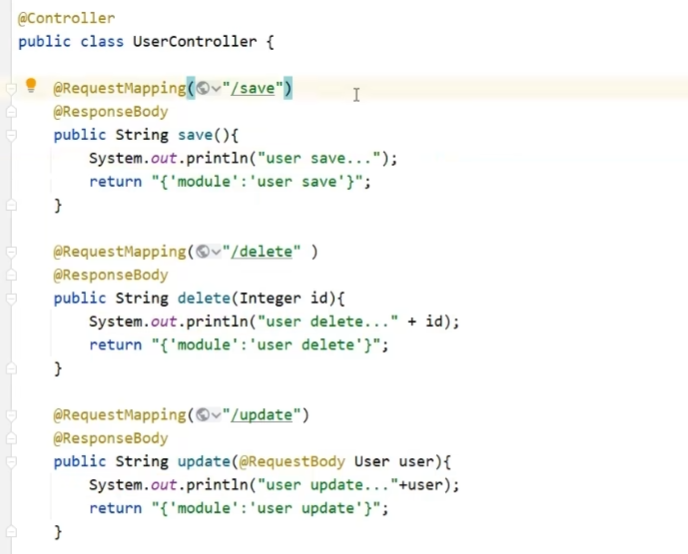 @Controller
public class UserController {
@RequestMapping("/save")
@ResponseBody
public String save(){
System.out.println("user save...");
return "{'module':'user save'}";
}
@RequestMapping("/delete" )
@ResponseBody
public String delete(Integer id){
System.out.println("user delete..." + id);
return "{'module':'user delete'}";
}
@RequestMapping("/update")
@ResponseBody
public String update(@RequestBody User user){
System.out.println("user update..."+user);
return "{'module':'user update'}";
}